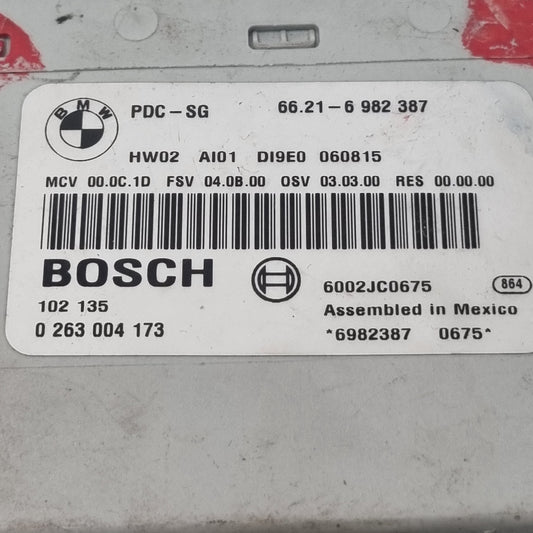 BMW PDC-SG 66.21-6 982 387
HW02 AI01 DI9E0 060815
MCV 00.0C.1D FSV 04.0B.00 OSV 03.03.00 RES 00.00.00
BOSCH 6002JC0675 864
102 135 Assembled in Mexico
0 263 004 173 *6982387 0675*